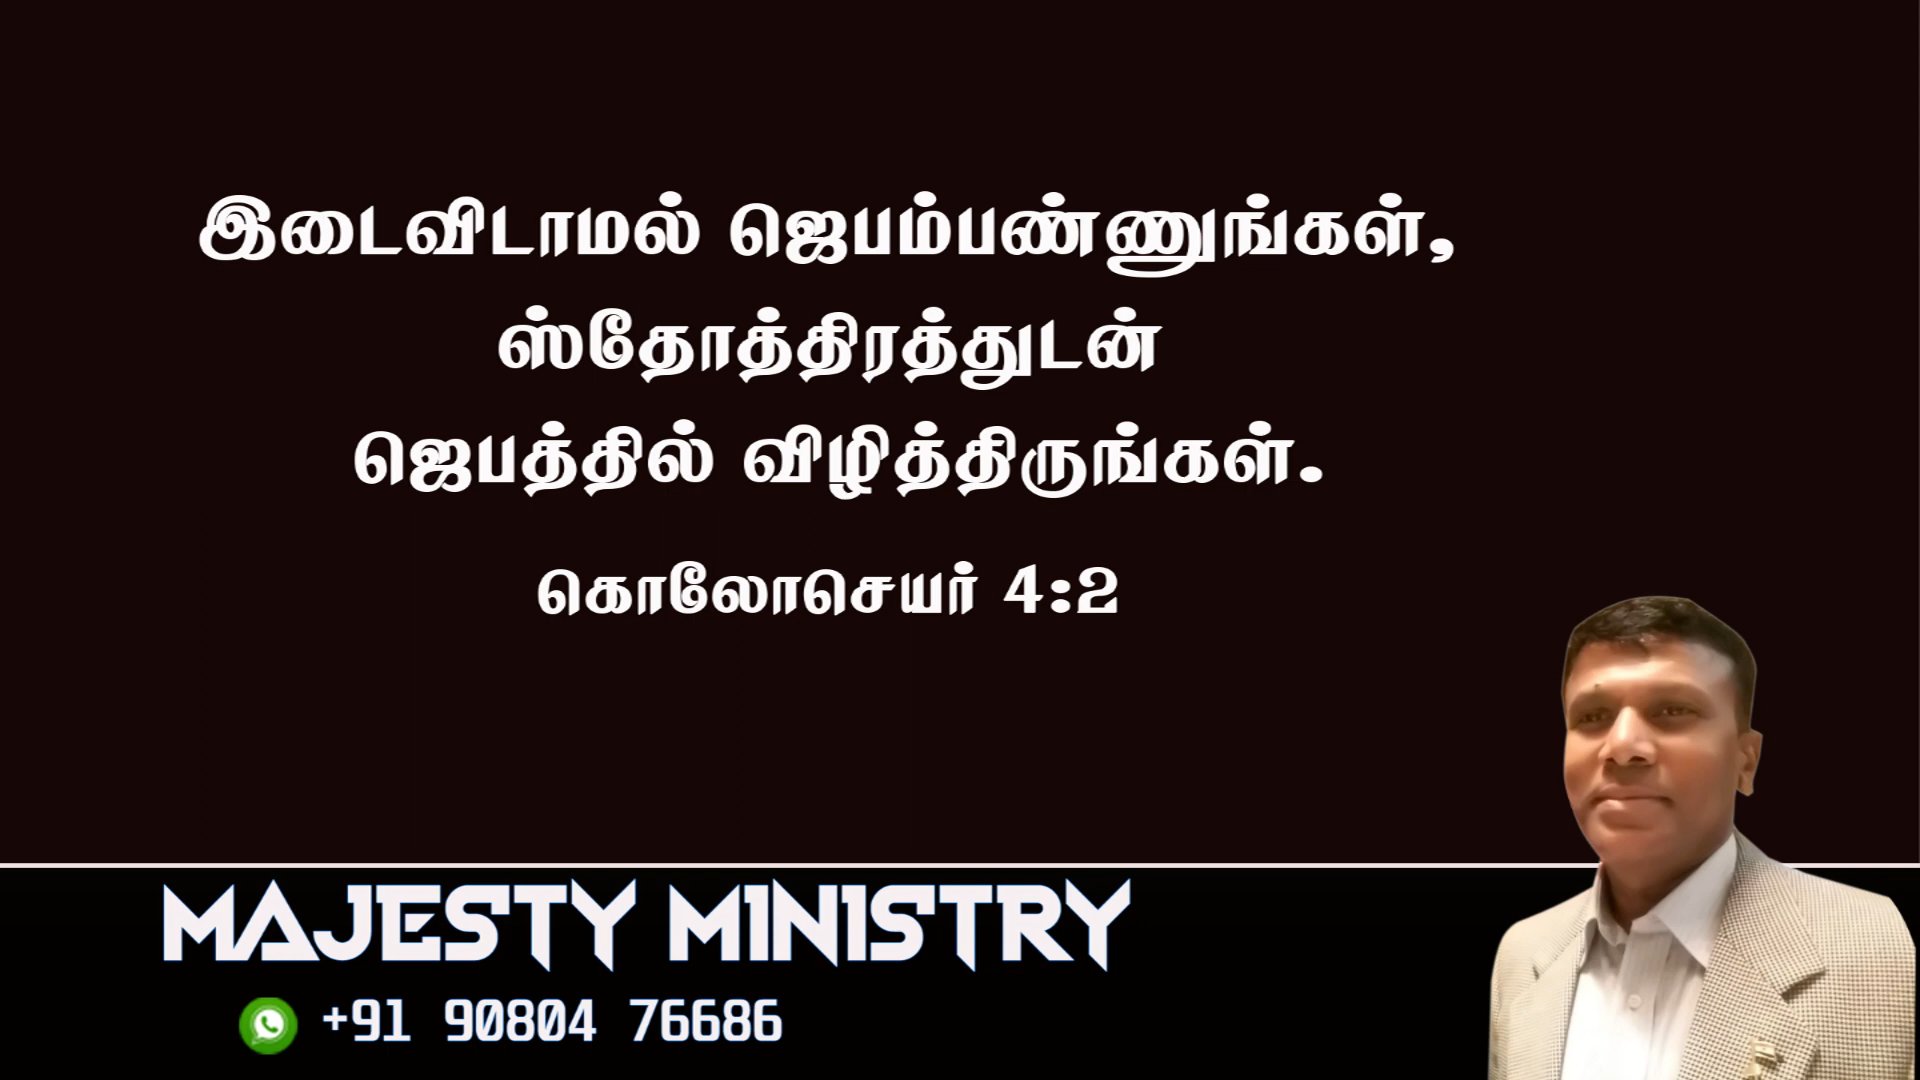 இடைவிடாமல் ஜெபம்பண்ணுங்கள்,
ஸ்தோத்திரத்துடன்
ஜெபத்தில் விழித்திருங்கள்.
கொலோசெயர் 4:2
MAJESTY MINISTRY
+91 90804 76686